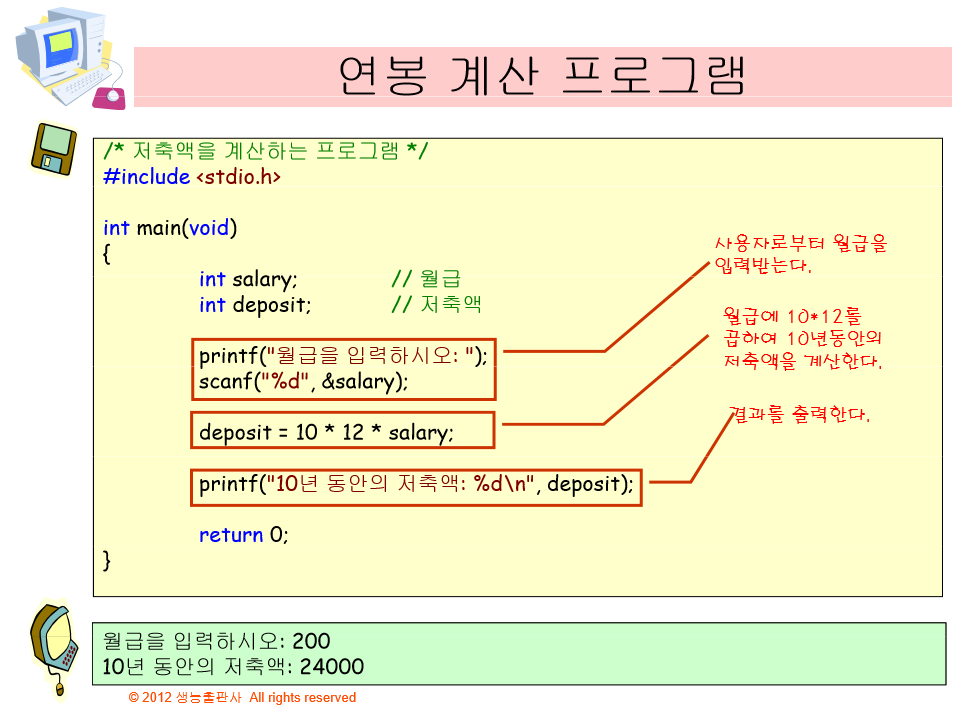 연봉 계산 프로그램
/* 저축액을 계산하는 프로그램 */
#include <stdio.h>
int main(void)
{
int salary; // 월급
int deposit; // 저축액
printf("월급을 입력하시오: ");
scanf("%d", &salary);
deposit = 10 * 12 * salary;
printf("10년 동안의 저축액: %d\n", deposit);
return 0;
}
사용자로부터 월급을
입력받는다.
월급에 10*12를
곱하여 10년동안의
저축액을 계산한다.
결과를 출력한다.
월급을 입력하시오: 200
10년 동안의 저축액: 24000
© 2012 생능출판사 All rights reserved